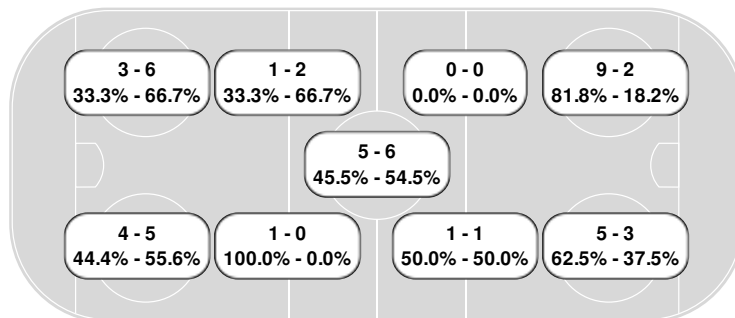 3 - 6
33.3% - 66.7%
1 - 2
33.3% - 66.7%
0 - 0
0.0% - 0.0%
9 - 2
81.8% - 18.2%
5 - 6
45.5% - 54.5%
4 - 5
44.4% - 55.6%
1 - 0
100.0% - 0.0%
1 - 1
50.0% - 50.0%
5 - 3
62.5% - 37.5%